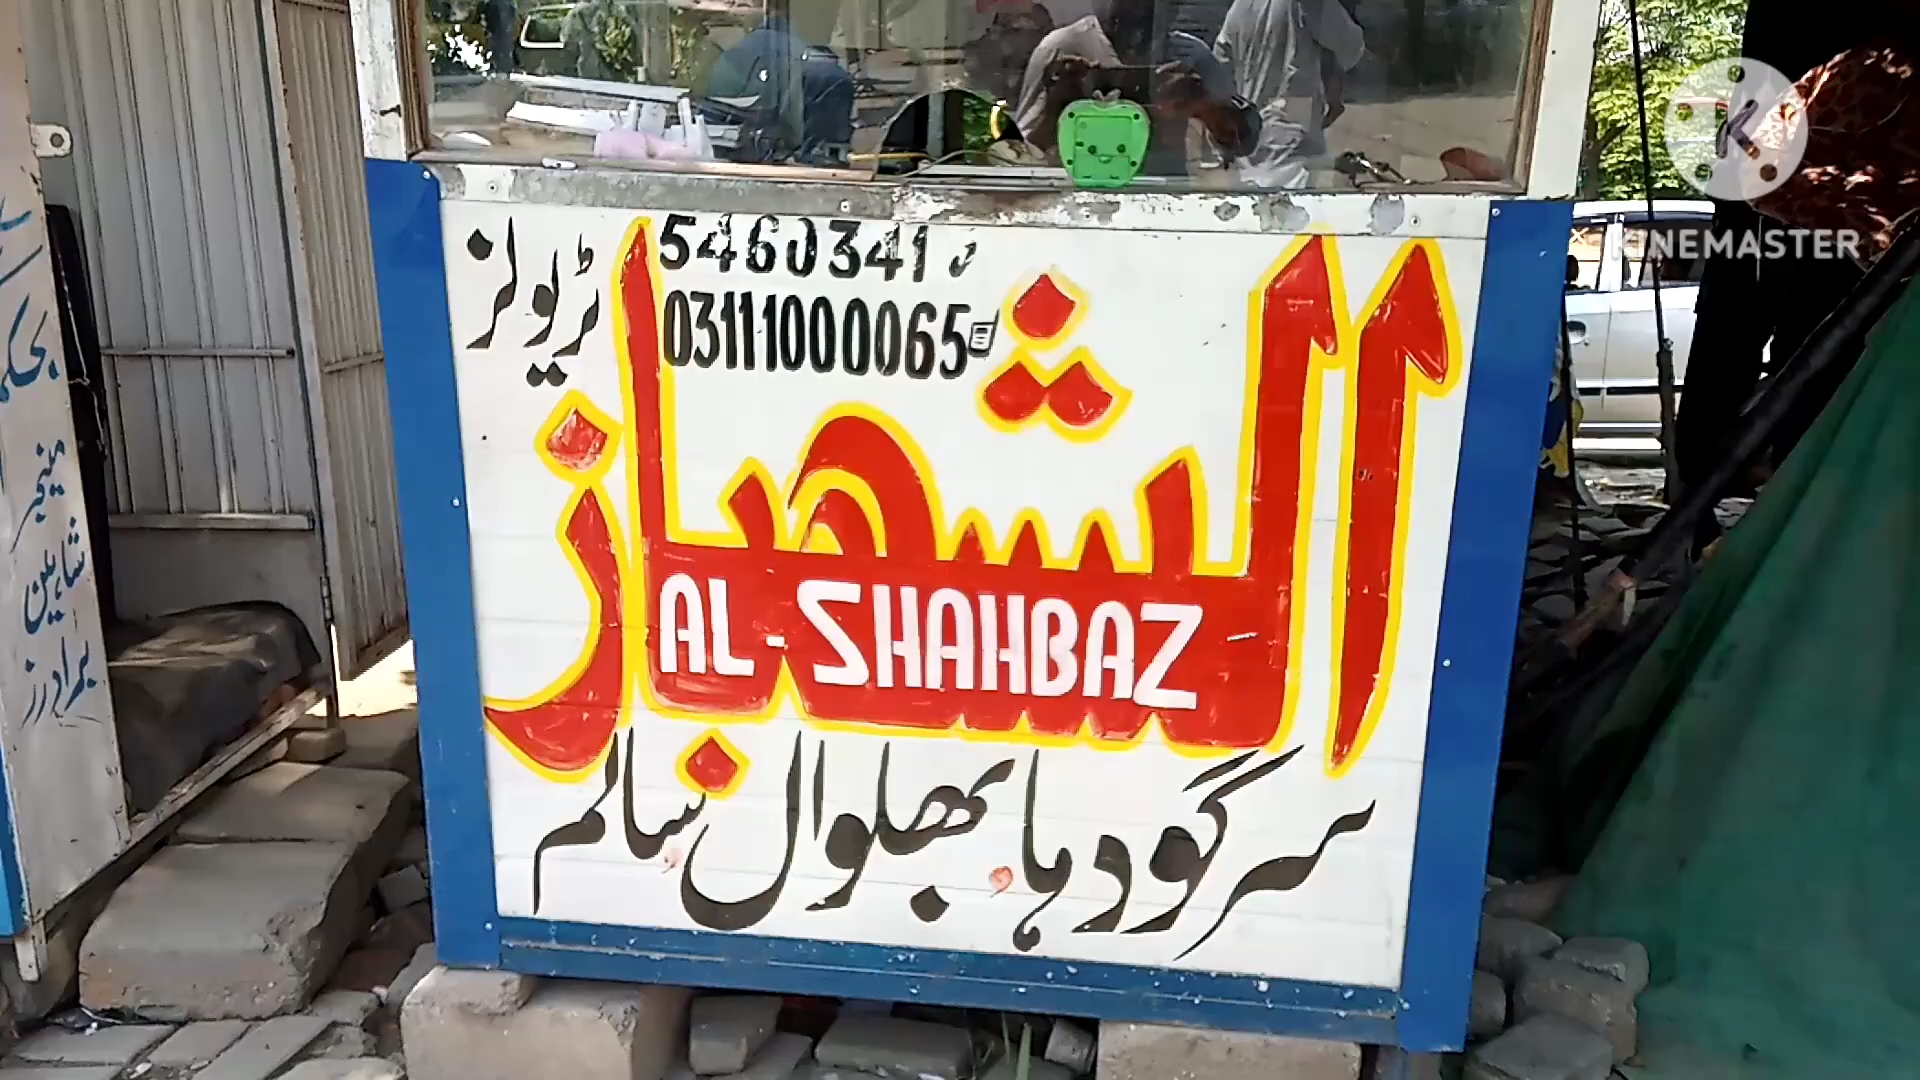 ٹریولز
5460341
03111000065
الشہباز
AL-SHAHBAZ
سرگودہا، بھلوال، سالم
منیجر
شاہین
برادرز
K
KINEMASTER